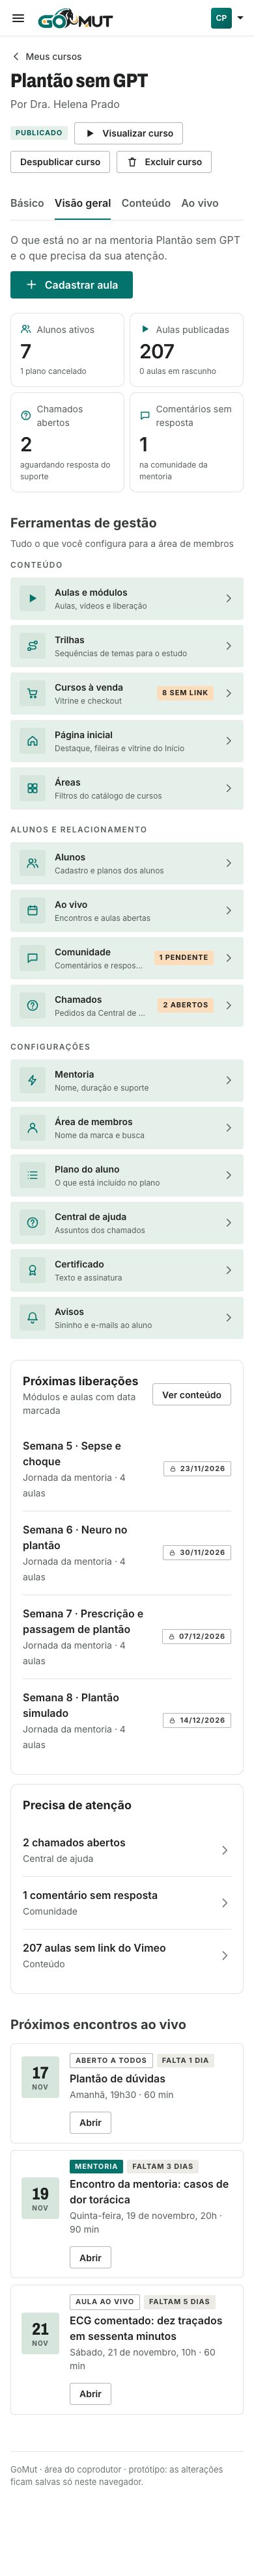 GOMUT
CP
Meus cursos
Plantão sem GPT
Por Dra. Helena Prado
PUBLICADO
Visualizar curso
Despublicar curso
Excluir curso
Básico
Visão geral
Conteúdo
Ao vivo
O que está no ar na mentoria Plantão sem GPT
e o que precisa da sua atenção.
Cadastrar aula
Alunos ativos
7
1 plano cancelado
Aulas publicadas
207
0 aulas em rascunho
Chamados
abertos
2
aguardando resposta do
suporte
Comentários sem
resposta
1
na comunidade da
mentoria
Ferramentas de gestão
Tudo o que você configura para a área de membros
CONTEÚDO
Aulas e módulos
Aulas, vídeos e liberação
Trilhas
Sequências de temas para o estudo
Cursos à venda
Vitrine e checkout
8 SEM LINK
Página inicial
Destaque, fileiras e vitrine do Início
Áreas
Filtros do catálogo de cursos
ALUNOS E RELACIONAMENTO
Alunos
Cadastro e planos dos alunos
Ao vivo
Encontros e aulas abertas
Comunidade
Comentários e respos...
1 PENDENTE
Chamados
Pedidos da Central de ...
2 ABERTOS
CONFIGURAÇÕES
Mentoria
Nome, duração e suporte
Área de membros
Nome da marca e busca
Plano do aluno
O que está incluído no plano
Central de ajuda
Assuntos dos chamados
Certificado
Texto e assinatura
Avisos
Sininho e e-mails ao aluno
Próximas liberações
Módulos e aulas com data
marcada
Ver conteúdo
Semana 5 · Sepse e
choque
Jornada da mentoria · 4
aulas
23/11/2026
Semana 6 · Neuro no
plantão
Jornada da mentoria · 4
aulas
30/11/2026
Semana 7 · Prescrição e
passagem de plantão
Jornada da mentoria · 4
aulas
07/12/2026
Semana 8 · Plantão
simulado
Jornada da mentoria · 4
aulas
14/12/2026
Precisa de atenção
2 chamados abertos
Central de ajuda
1 comentário sem resposta
Comunidade
207 aulas sem link do Vimeo
Conteúdo
Próximos encontros ao vivo
17
NOV
ABERTO A TODOS
FALTA 1 DIA
Plantão de dúvidas
Amanhã, 19h30 · 60 min
Abrir
19
NOV
MENTORIA
FALTAM 3 DIAS
Encontro da mentoria: casos de
dor torácica
Quinta-feira, 19 de novembro, 20h ·
90 min
Abrir
21
NOV
AULA AO VIVO
FALTAM 5 DIAS
ECG comentado: dez traçados
em sessenta minutos
Sábado, 21 de novembro, 10h · 60
min
Abrir
GoMut · área do coprodutor · protótipo: as alterações
ficam salvas só neste navegador.